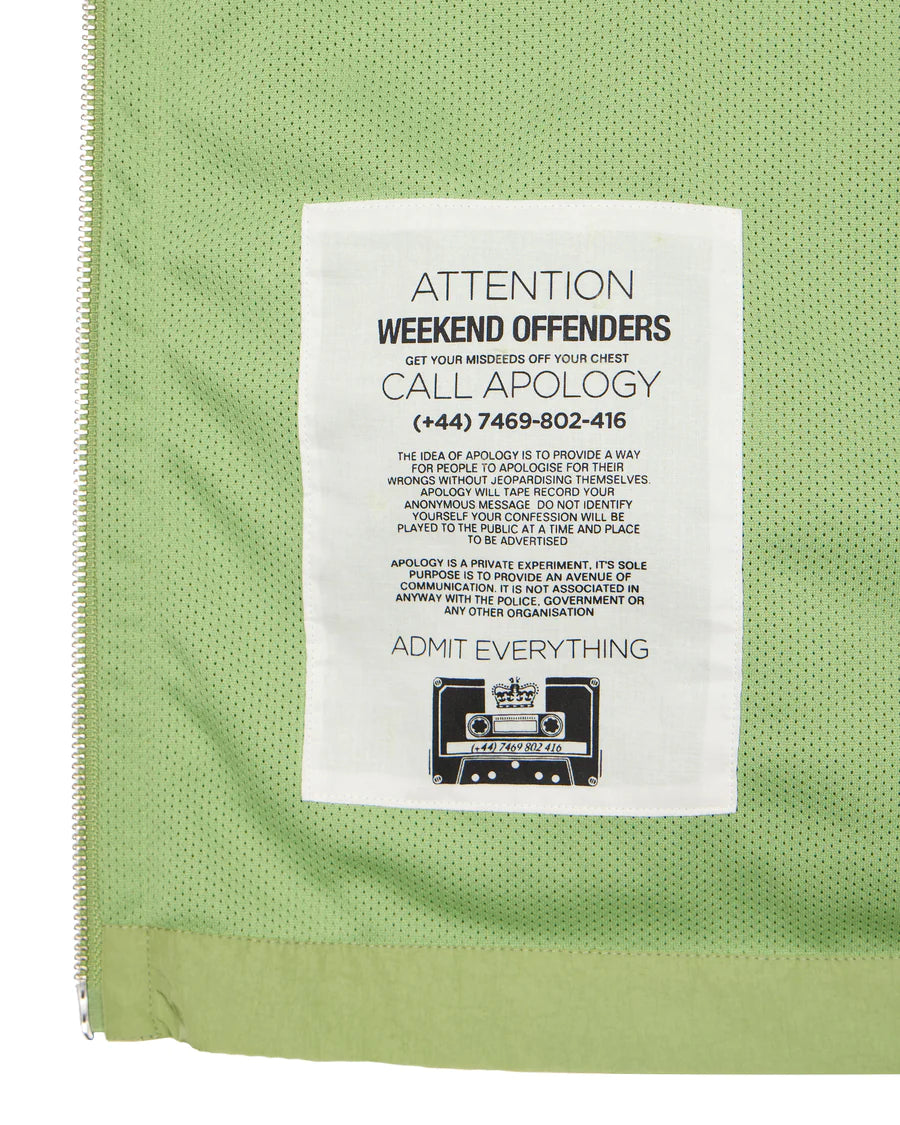 ATTENTION
WEEKEND OFFENDERS
GET YOUR MISDEEDS OFF YOUR CHEST
CALL APOLOGY
(+44) 7469-802-416
THE IDEA OF APOLOGY IS TO PROVIDE A WAY
FOR PEOPLE TO APOLOGISE FOR THEIR
WRONGS WITHOUT JEOPARDISING THEMSELVES.
APOLOGY WILL TAPE RECORD YOUR
ANONYMOUS MESSAGE DO NOT IDENTIFY
YOURSELF YOUR CONFESSION WILL BE
PLAYED TO THE PUBLIC AT A TIME AND PLACE
TO BE ADVERTISED
APOLOGY IS A PRIVATE EXPERIMENT, IT'S SOLE
PURPOSE IS TO PROVIDE AN AVENUE OF
COMMUNICATION. IT IS NOT ASSOCIATED IN
ANYWAY WITH THE POLICE, GOVERNMENT OR
ANY OTHER ORGANISATION
ADMIT EVERYTHING
(+44) 7469 802 416